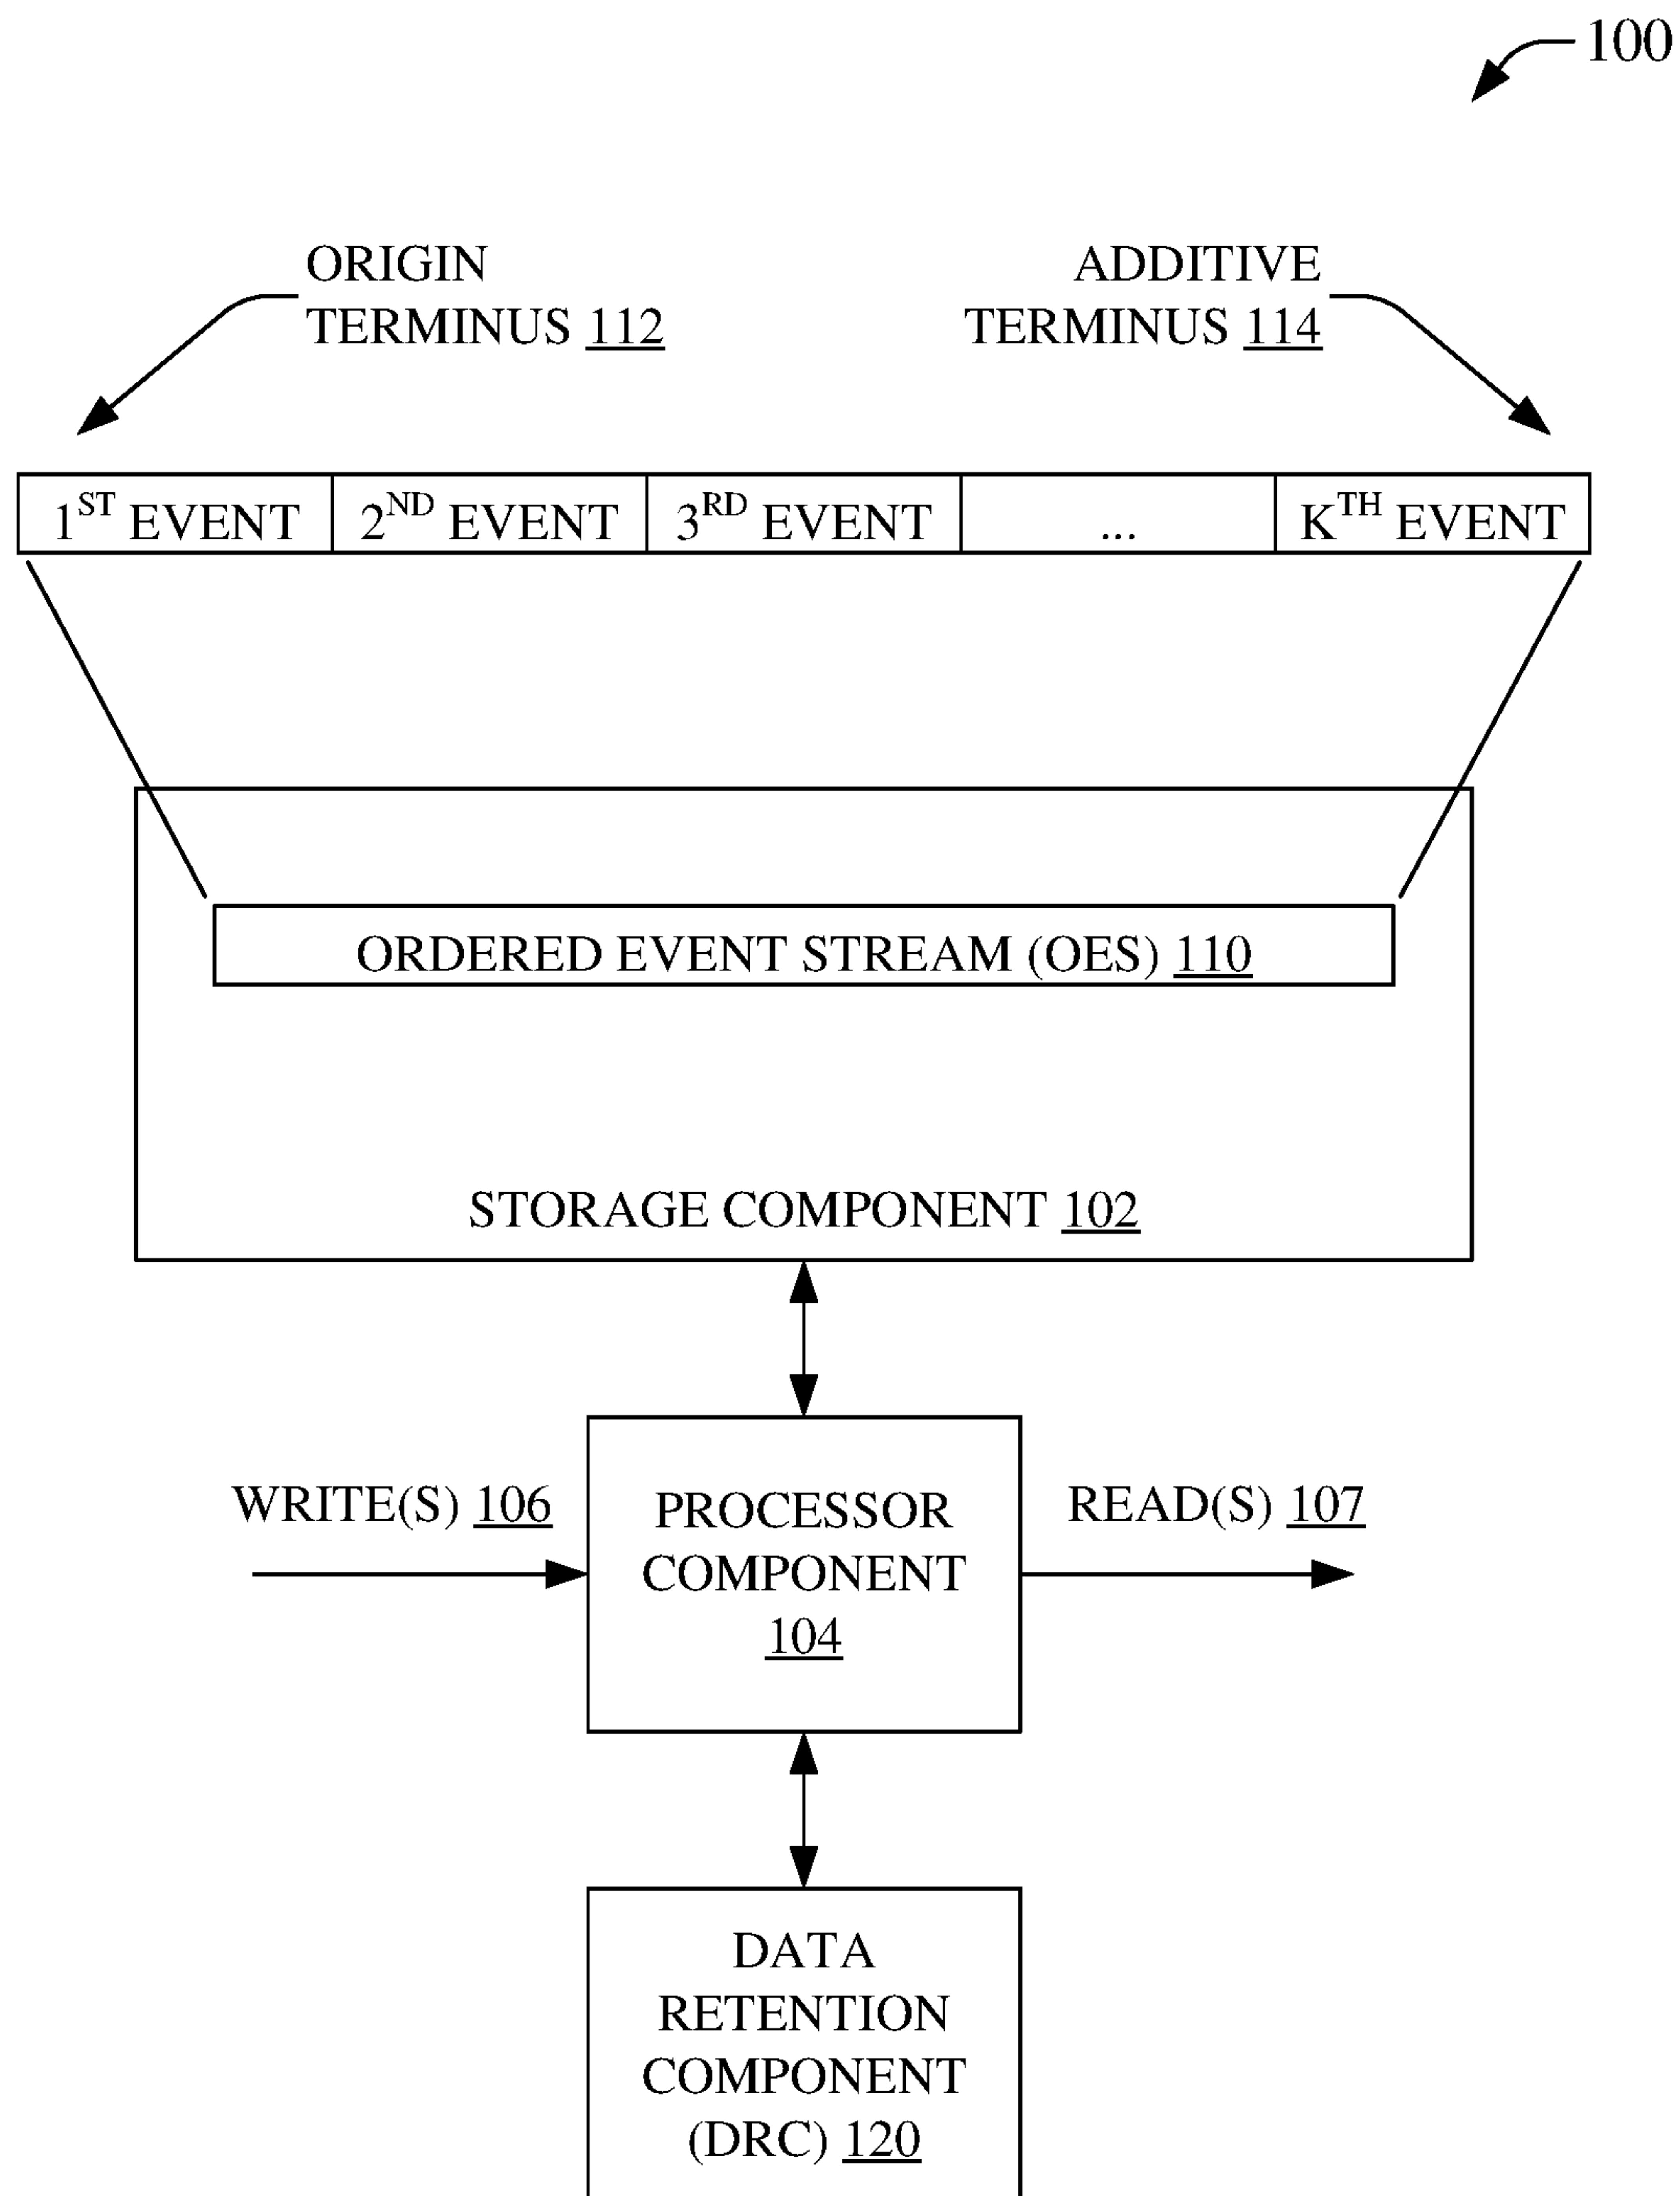 100
ORIGIN
TERMINUS 112
ADDITIVE
TERMINUS 114
1ST EVENT 2ND EVENT 3RD EVENT ... KTH EVENT
ORDERED EVENT STREAM (OES) 110
STORAGE COMPONENT 102
WRITE(S) 106
PROCESSOR
COMPONENT
104
READ(S) 107
DATA
RETENTION
COMPONENT
(DRC) 120